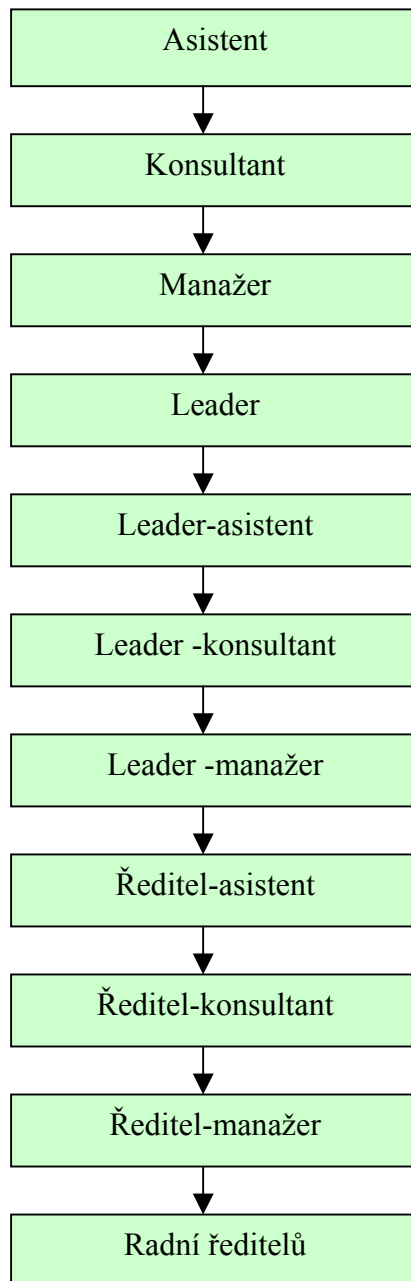 Asistent
Konsultant
Manažer
Leader
Leader-asistent
Leader -konsultant
Leader -manažer
Ředitel-asistent
Ředitel-konsultant
Ředitel-manažer
Radní ředitelů